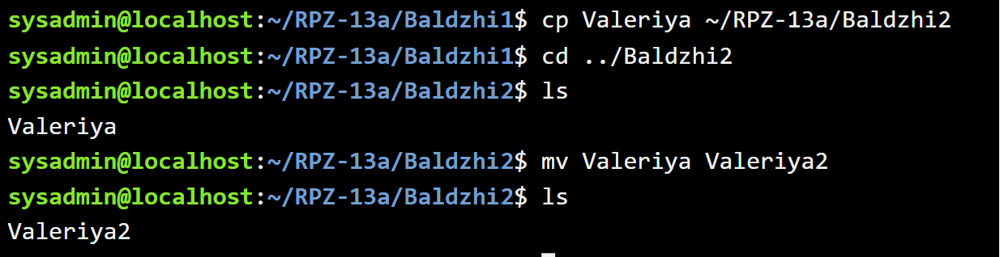 sysadmin@localhost:~/RPZ-13a/Baldzhi1$ cp Valeriya ~/RPZ-13a/Baldzhi2
sysadmin@localhost:~/RPZ-13a/Baldzhi1$ cd ../Baldzhi2
sysadmin@localhost:~/RPZ-13a/Baldzhi2$ ls
Valeriya
sysadmin@localhost:~/RPZ-13a/Baldzhi2$ mv Valeriya Valeriya2
sysadmin@localhost:~/RPZ-13a/Baldzhi2$ ls
Valeriya2